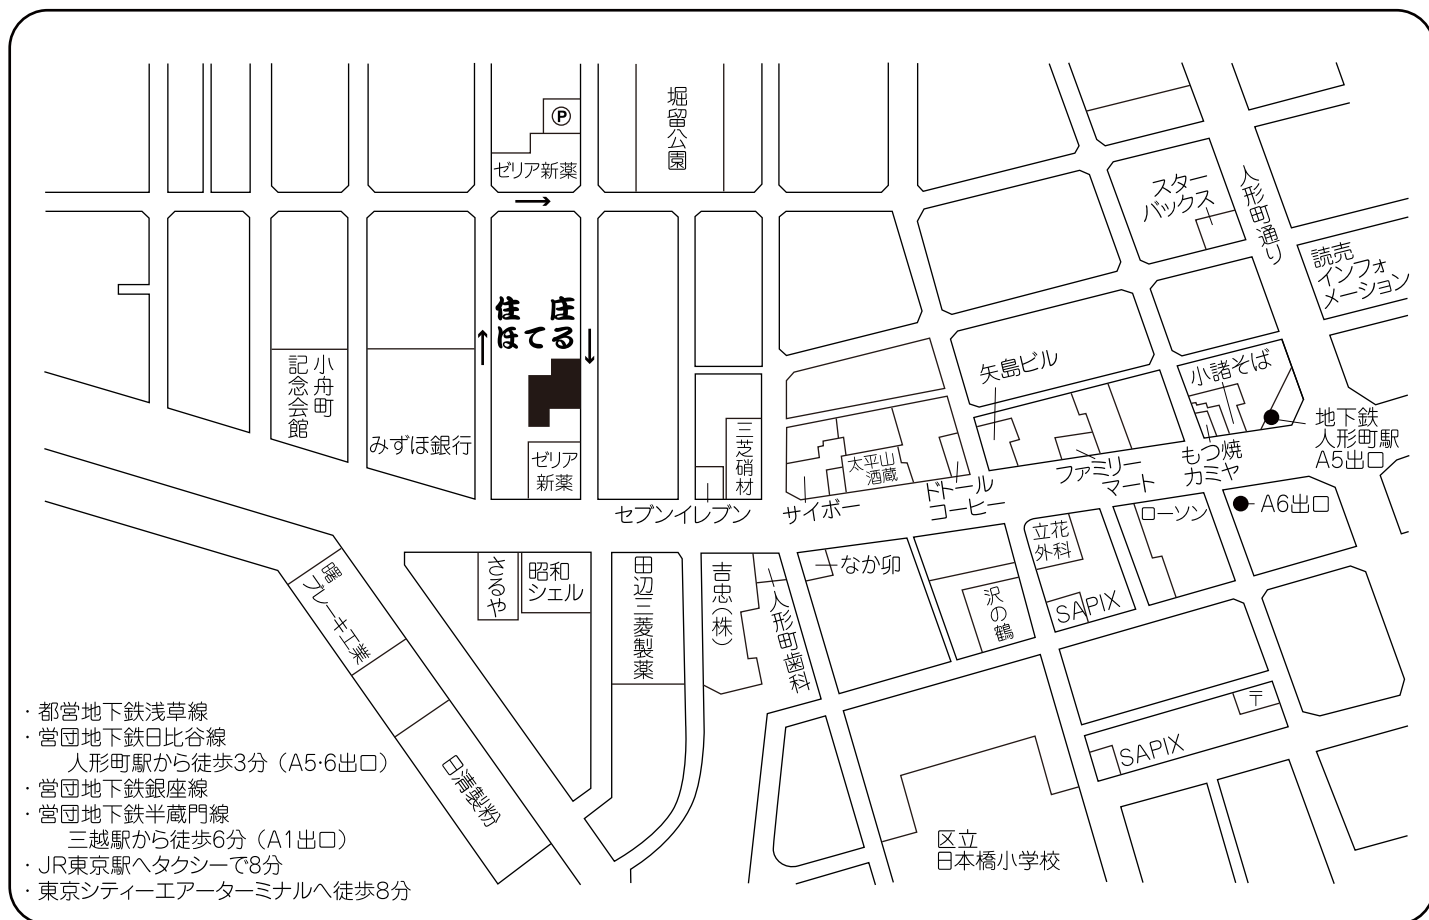 堀留公園
Ⓟ
ゼリア新薬
→
スター
バックス
人形町通り
読売
インフォ
メーション
住庄
ほてる
↑
↓
小舟町
記念会館
みずほ銀行
ゼリア
新薬
三芝硝材
セブンイレブン
サイボー
太平山
酒蔵
ドトール
コーヒー
矢島ビル
ファミリー
マート
小諸そば
もつ焼
カミヤ
地下鉄
人形町駅
A5出口
A6出口
ローソン
立花
外科
SAPIX
沢の鶴
なか卯
人形町歯科
吉忠(株)
田辺三菱製薬
昭和
シェル
さるや
曙
ブレーキ工業
日清製粉
〒
SAPIX
区立
日本橋小学校
・都営地下鉄浅草線
・営団地下鉄日比谷線
人形町駅から徒歩3分（A5・6出口）
・営団地下鉄銀座線
・営団地下鉄半蔵門線
三越駅から徒歩6分（A1出口）
・JR東京駅へタクシーで8分
・東京シティーエアーターミナルへ徒歩8分